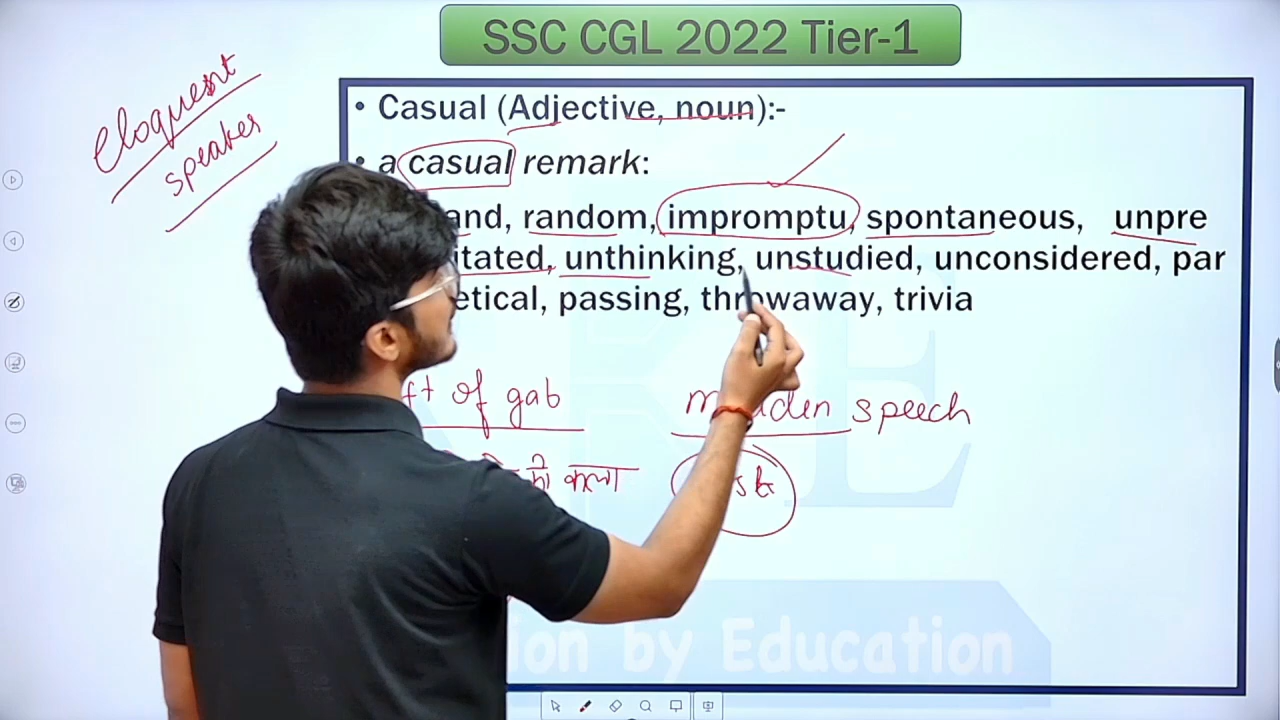 SSC CGL 2022 Tier-1
eloquent
speaker
• Casual (Adjective, noun):-
• a casual remark:
and, random, impromptu, spontaneous, unpre
itated, unthinking, unstudied, unconsidered, par
etical, passing, throwaway, trivia
ft of gab
speech
कला
ion by Education